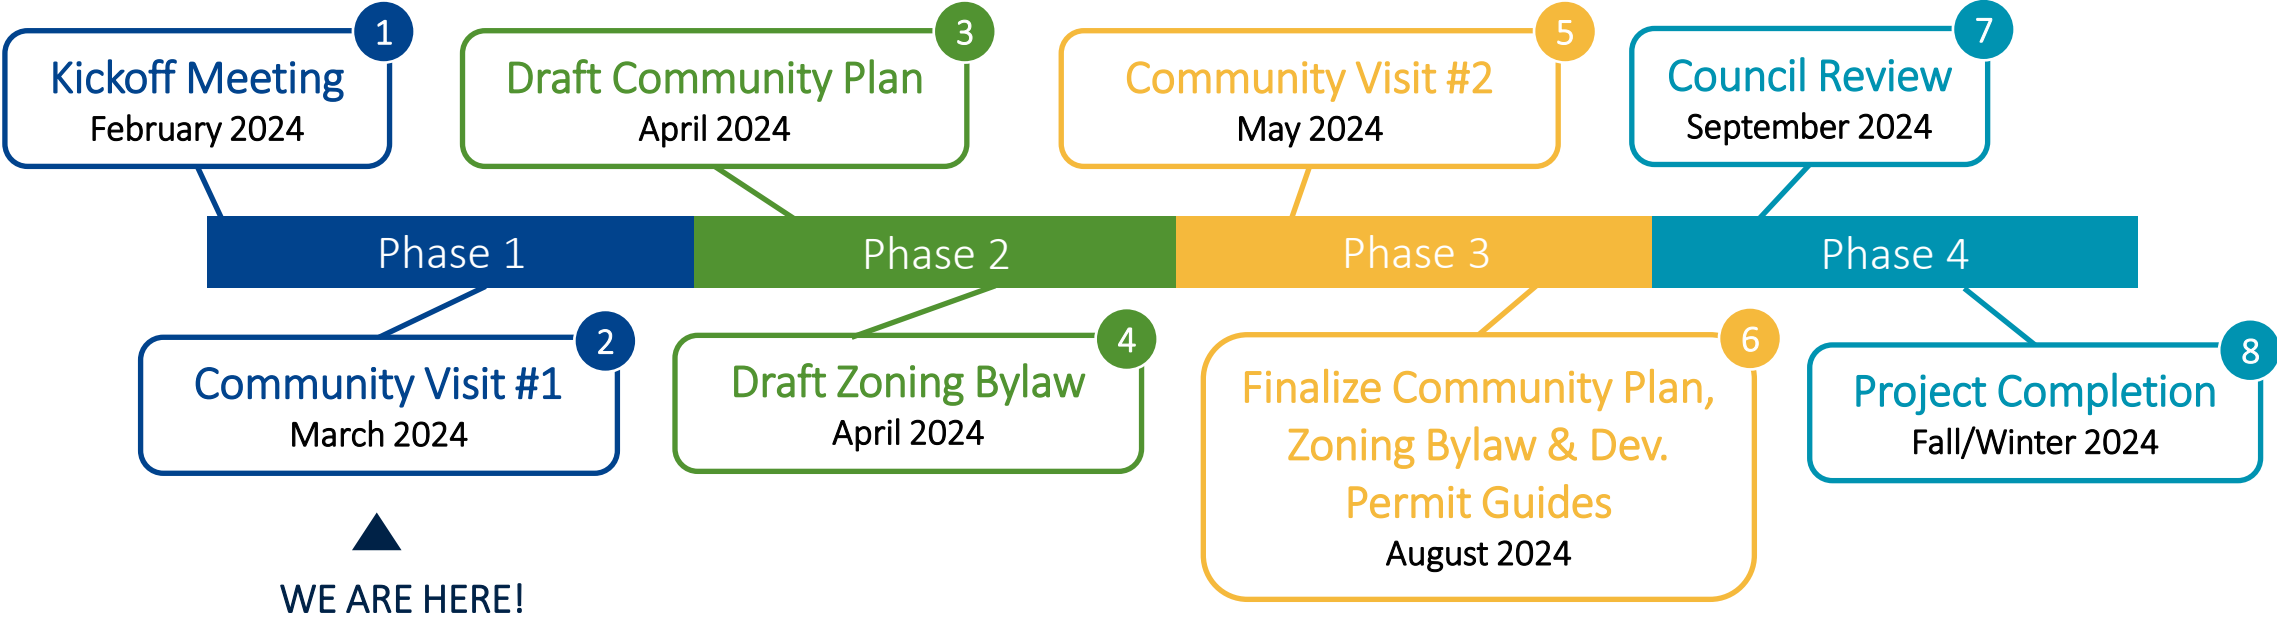 1
Kickoff Meeting
February 2024
3
Draft Community Plan
April 2024
5
Community Visit #2
May 2024
7
Council Review
September 2024
Phase 1
Phase 2
Phase 3
Phase 4
2
Community Visit #1
March 2024
4
Draft Zoning Bylaw
April 2024
6
Finalize Community Plan,
Zoning Bylaw & Dev.
Permit Guides
August 2024
8
Project Completion
Fall/Winter 2024
WE ARE HERE!